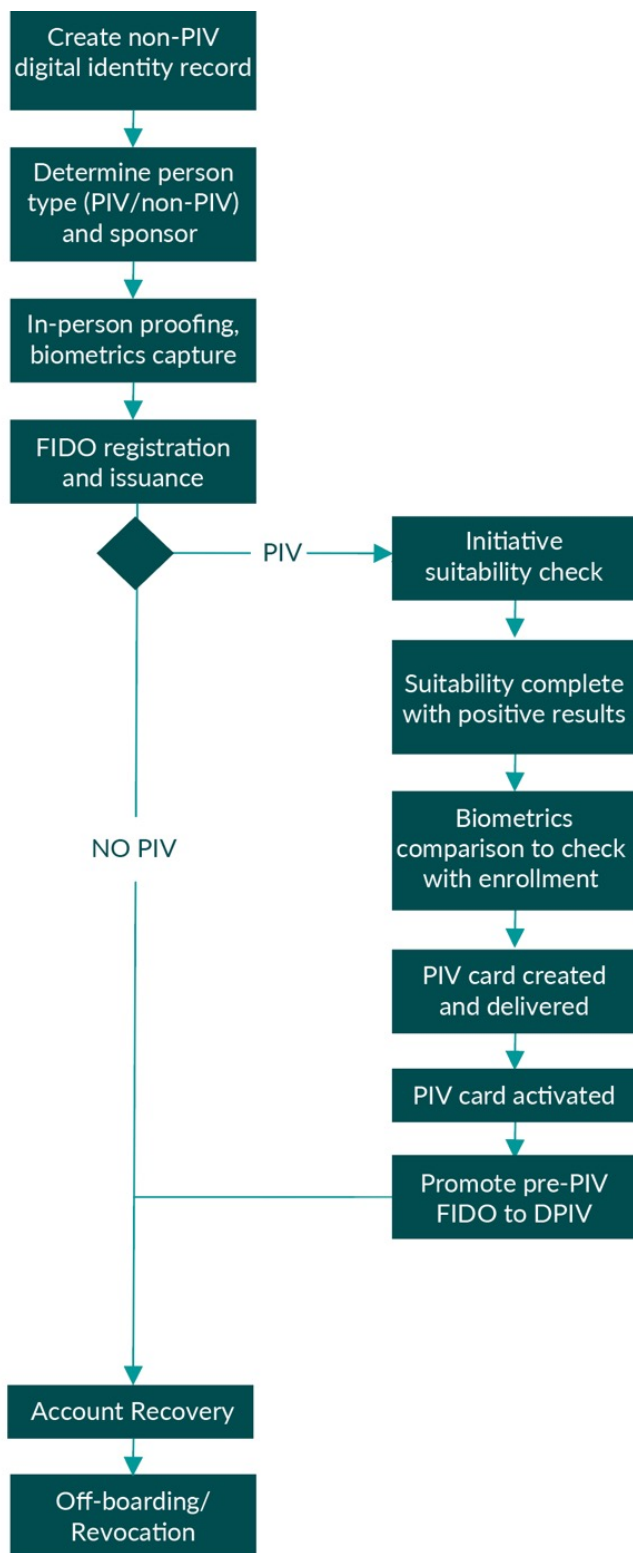 Create non-PIV
digital identity record
Determine person
type (PIV/non-PIV)
and sponsor
In-person proofing,
biometrics capture
FIDO registration
and issuance
PIV
Initiative
suitability check
Suitability complete
with positive results
Biometrics
comparison to check
with enrollment
NO PIV
PIV card created
and delivered
PIV card activated
Promote pre-PIV
FIDO to DPIV
Account Recovery
Off-boarding/
Revocation